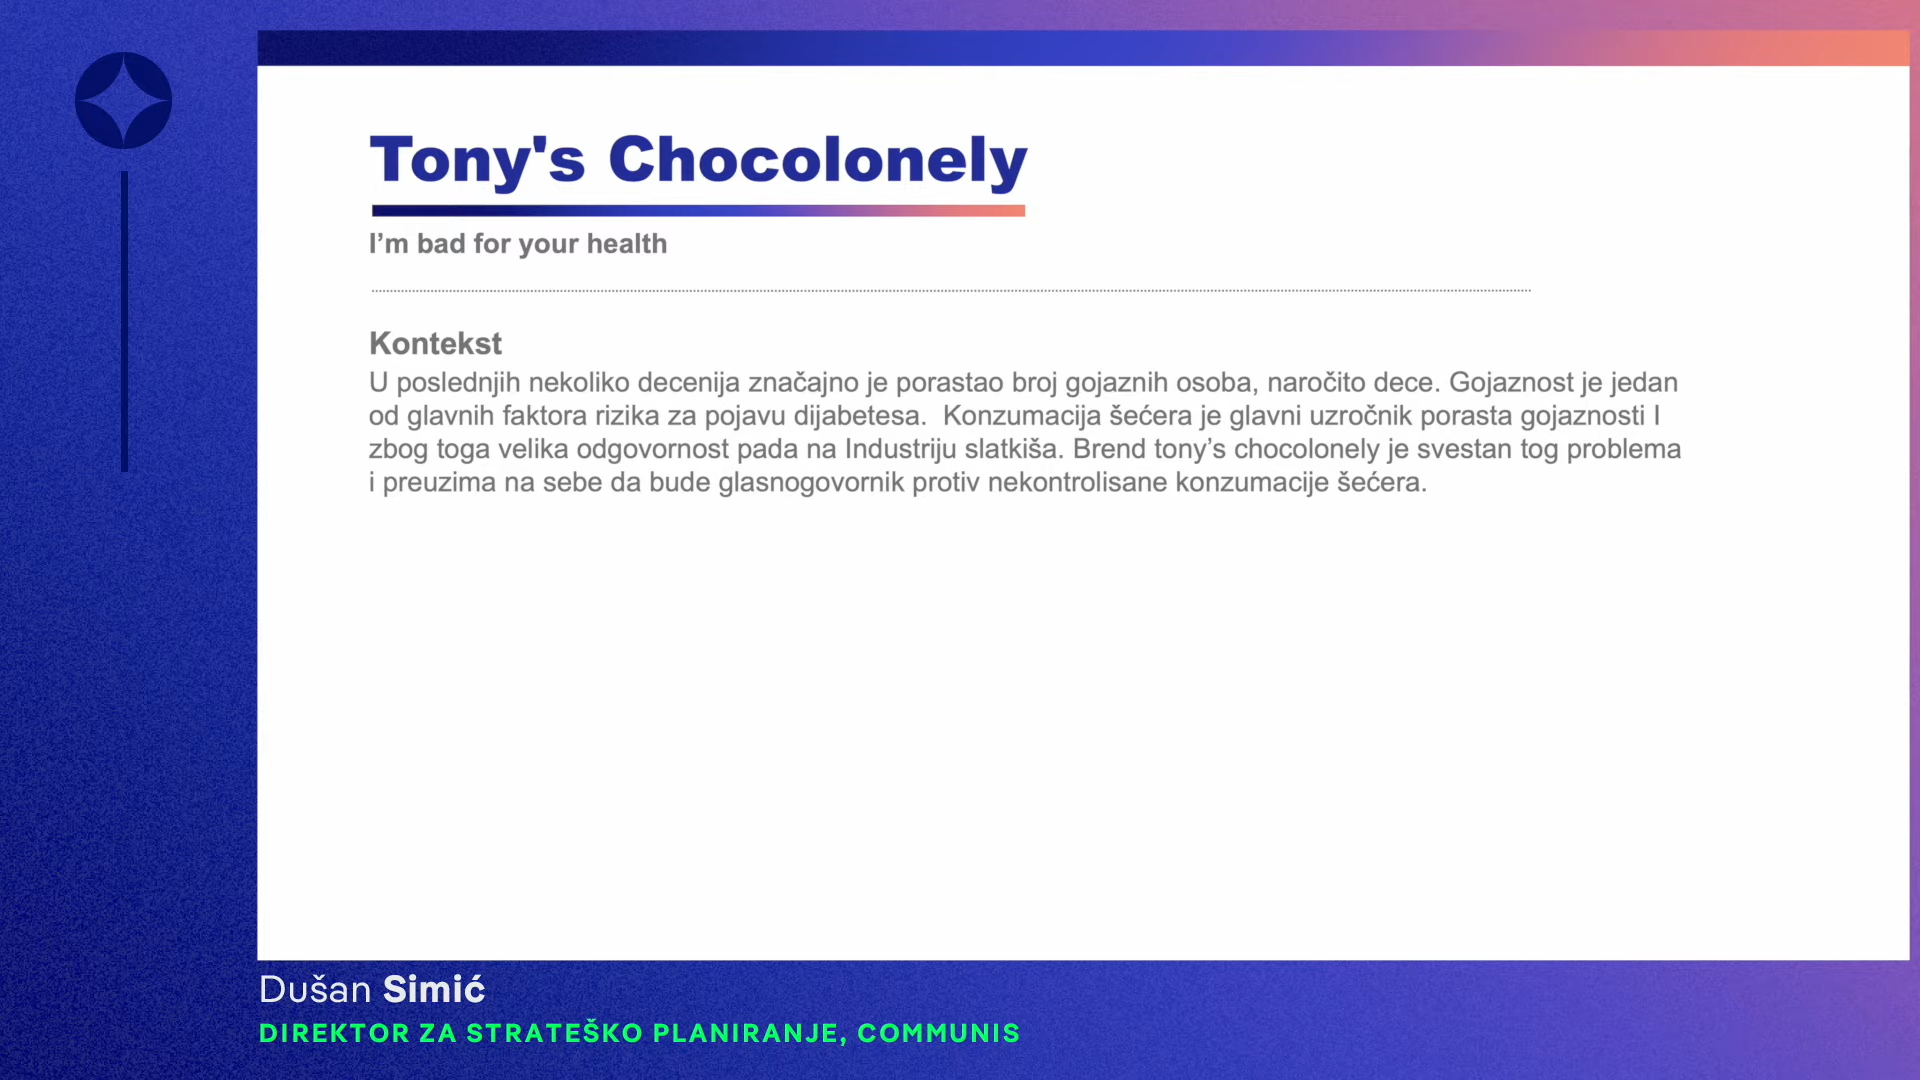 Tony's Chocolonely
I’m bad for your health
Kontekst
U poslednjih nekoliko decenija značajno je porastao broj gojaznih osoba, naročito dece. Gojaznost je jedan
od glavnih faktora rizika za pojavu dijabetesa.  Konzumacija šećera je glavni uzročnik porasta gojaznosti I
zbog toga velika odgovornost pada na Industriju slatkiša. Brend tony’s chocolonely je svestan tog problema
i preuzima na sebe da bude glasnogovornik protiv nekontrolisane konzumacije šećera.
Dušan Simić
DIREKTOR ZA STRATEŠKO PLANIRANJE, COMMUNIS